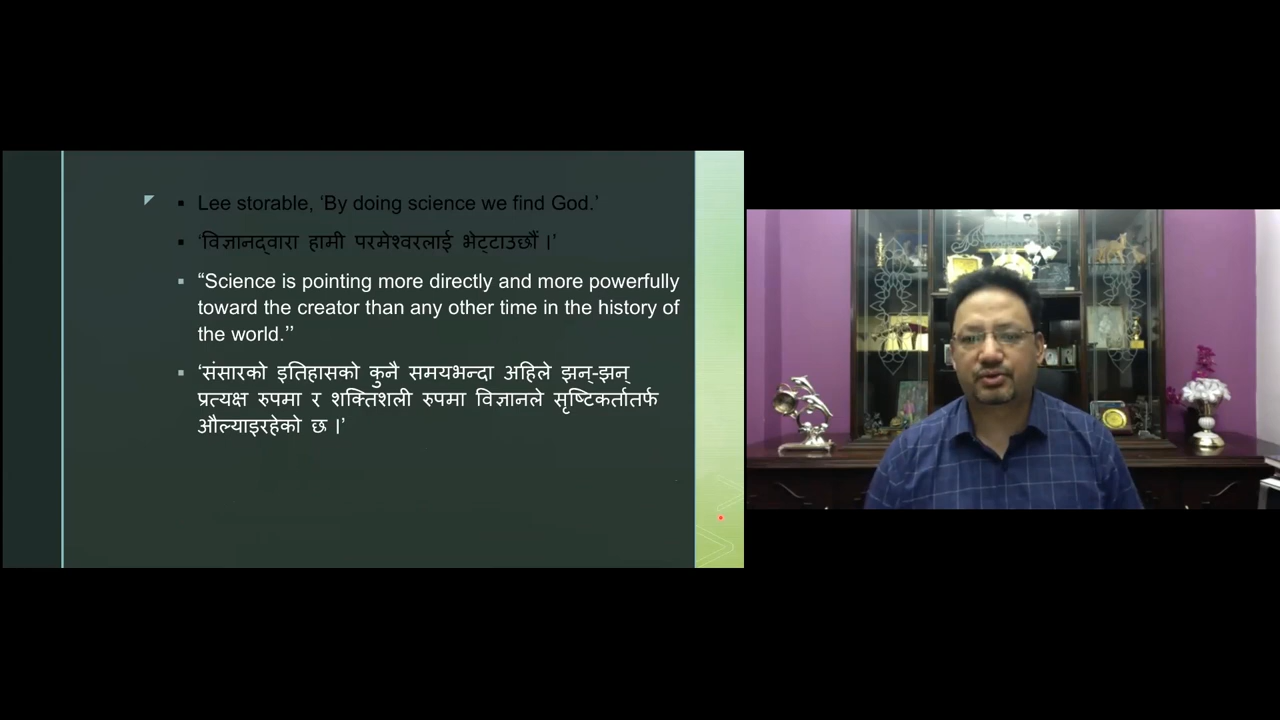 Lee storable, ‘By doing science we find God.’
‘विज्ञानद्वारा हामी परमेश्वरलाई भेट्टाउछौं ।’
“Science is pointing more directly and more powerfully
toward the creator than any other time in the history of
the world.’’
‘संसारको इतिहासको कुनै समयभन्दा अहिले झन्-झन्
प्रत्यक्ष रुपमा र शक्तिशली रुपमा विज्ञानले सृष्टिकर्तातर्फ
औल्याइरहेको छ ।’